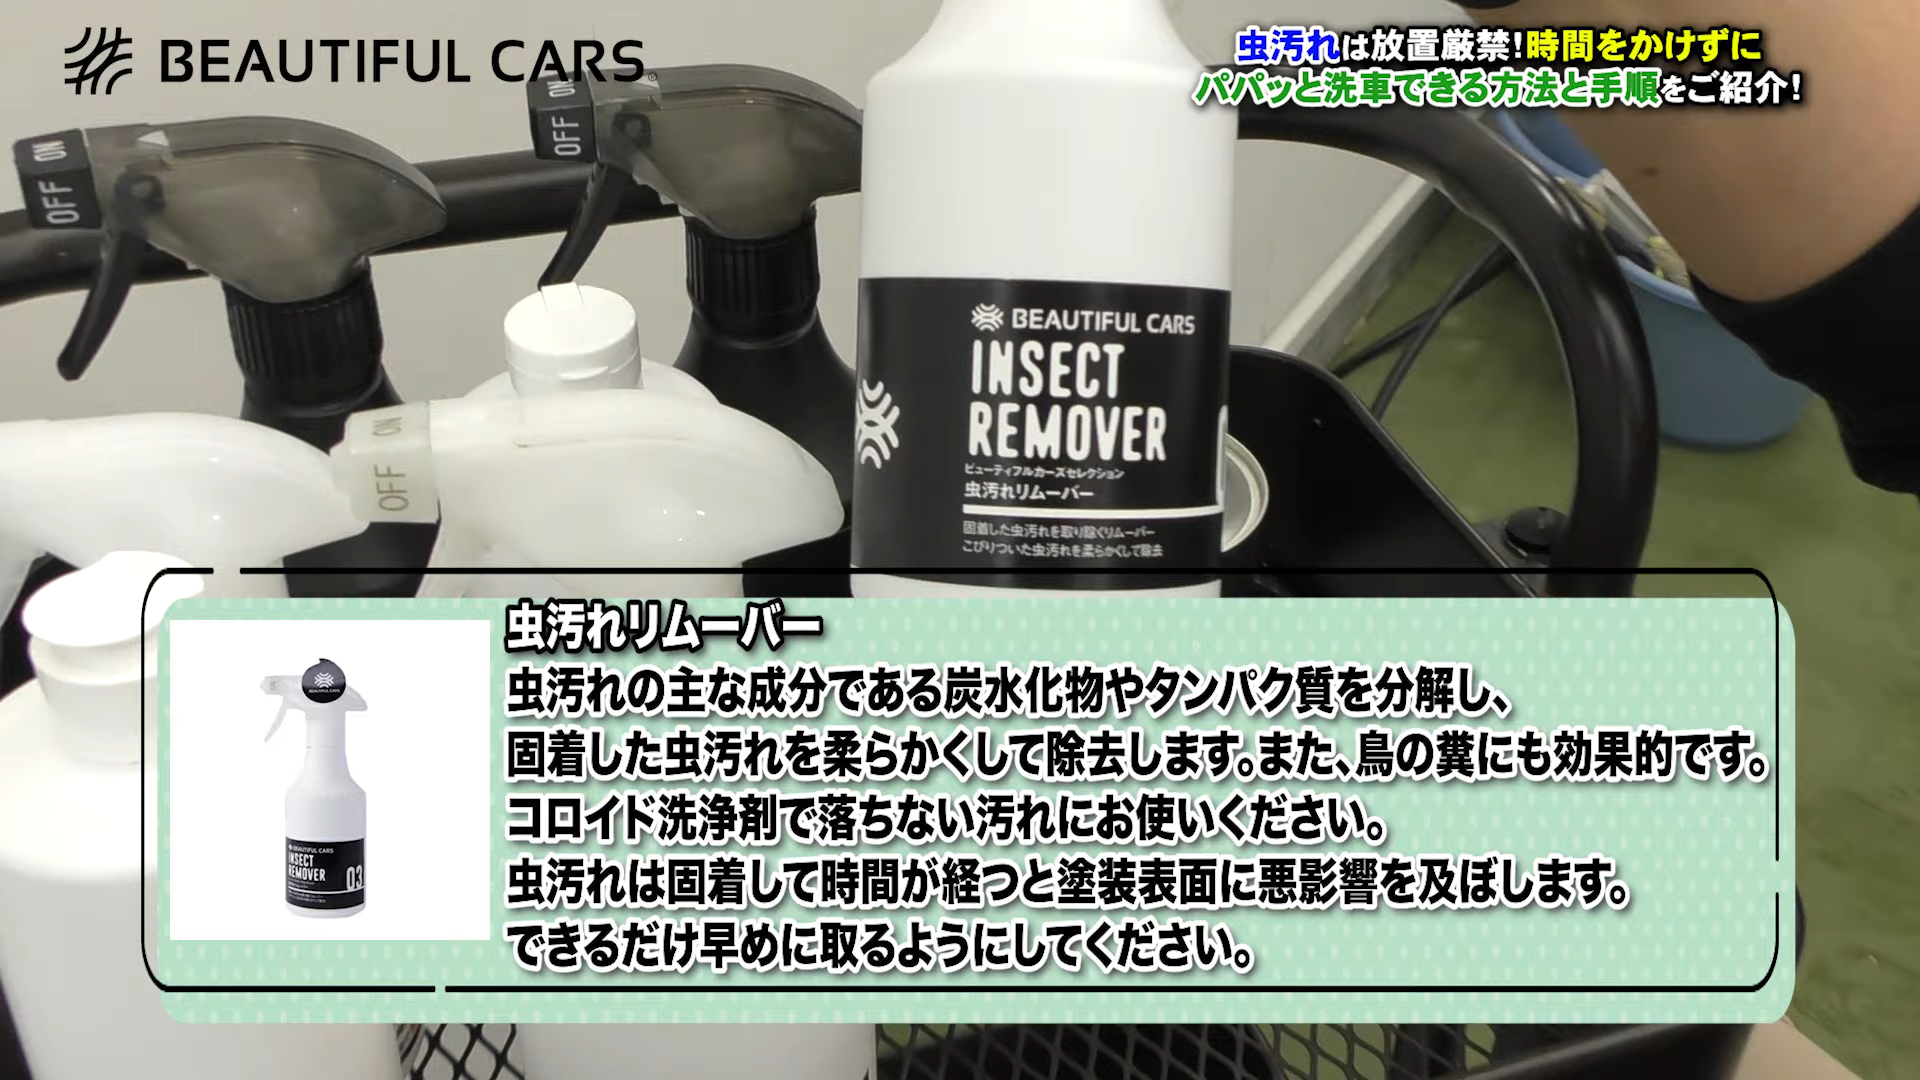 BEAUTIFUL CARS
虫汚れは放置厳禁!時間をかけずに
パパッと洗車できる方法と手順をご紹介!
OFF ON
OFF ON
OFF ON
BEAUTIFUL CARS
INSECT
REMOVER
ビューティフルカーズセレクション
虫汚れリムーバー
固着した虫汚れを取り除くリムーバー
こびりついた虫汚れを柔らかくして除去
虫汚れリムーバー
虫汚れの主な成分である炭水化物やタンパク質を分解し、
固着した虫汚れを柔らかくして除去します。また、鳥の糞にも効果的です。
コロイド洗浄剤で落ちない汚れにお使いください。
虫汚れは固着して時間が経つと塗装表面に悪影響を及ぼします。
できるだけ早めに取るようにしてください。
BEAUTIFUL CARS
BEAUTIFUL CARS
INSECT
REMOVER
03